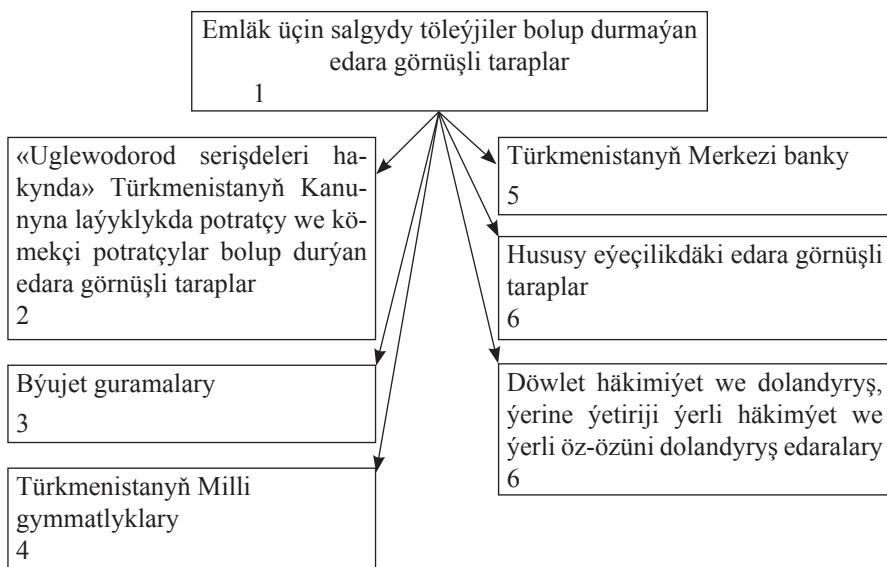 Emläk üçin salgydy töleýjiler bolup durmaýan
edara görnüşli taraplar
1
«Uglewodorod serişdeleri ha-
kynda» Türkmenistanyň Kanu-
nyna laýyklykda potratçy we kö-
mekçi potratçylar bolup durýan
edara görnüşli taraplar
2
Býujet guramalary
3
Türkmenistanyň Milli
gymmatlyklary
4
Türkmenistanyň Merkezi banky
5
Hususy eýeçilikdäki edara görnüşli
taraplar
6
Döwlet häkimiýet we dolandyryş,
ýerine ýetiriji ýerli häkimýet we
ýerli öz-özüni dolandyryş edaralary
6